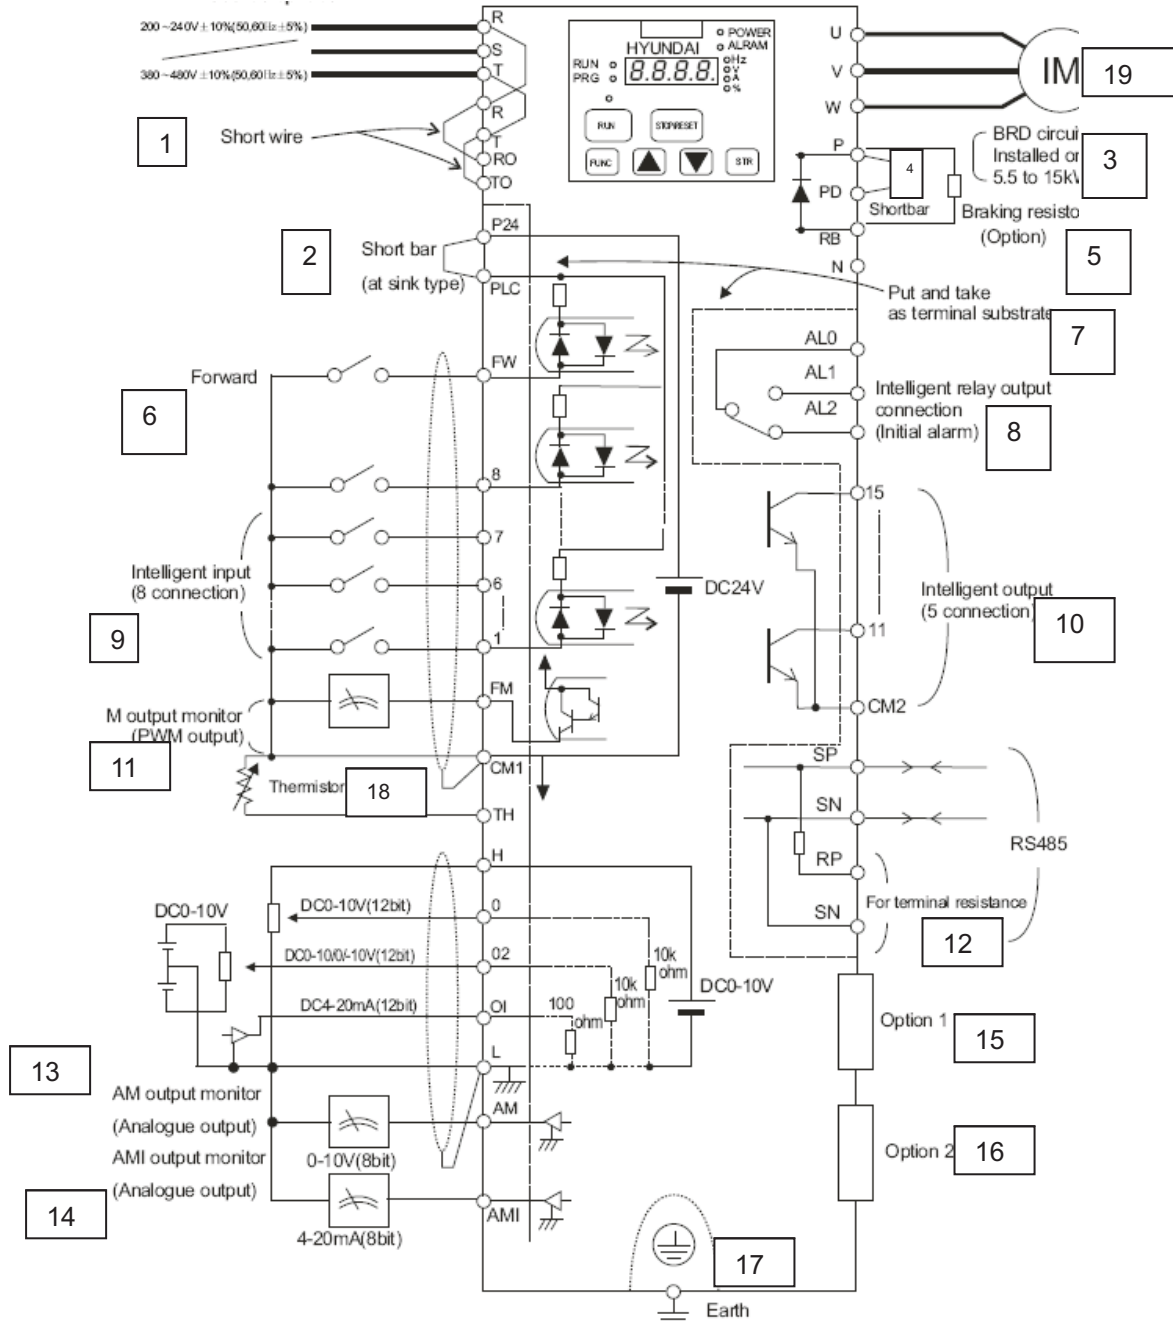 200 ~240V±10%(50,60Hz±5%)
380 ~480V±10%(50,60Hz±5%)
R
S
T
R
T
RO
TO
1
Short wire
HYUNDAI
POWER
ALRAM
RUN
PRG
8.8.8.8.
Hz
V
A
%
RUN
STOP/RESET
FUNC
STR
U
V
W
IM
19
P
PD
RB
N
4
Shortbar
BRD circui
Installed or
5.5 to 15k
3
Braking resisto
(Option)
5
2
Short bar
(at sink type)
P24
PLC
Put and take
as terminal substrate
7
Forward
FW
6
8
7
6
1
Intelligent input
(8 connection)
9
DC24V
AL0
AL1
AL2
Intelligent relay output
connection
(Initial alarm)
8
15
11
CM2
Intelligent output
(5 connection)
10
FM
M output monitor
(PWM output)
11
CM1
Thermistor
18
TH
SP
SN
RP
SN
RS485
For terminal resistance
12
H
0
02
OI
L
DC0-10V
DC0-10V(12bit)
DC0-10/0/-10V(12bit)
DC4-20mA(12bit)
100
ohm
10k
ohm
10k
ohm
DC0-10V
13
AM output monitor
(Analogue output)
AM
0-10V(8bit)
AMI output monitor
(Analogue output)
14
AMI
4-20mA(8bit)
Option 1
15
Option 2
16
17
Earth